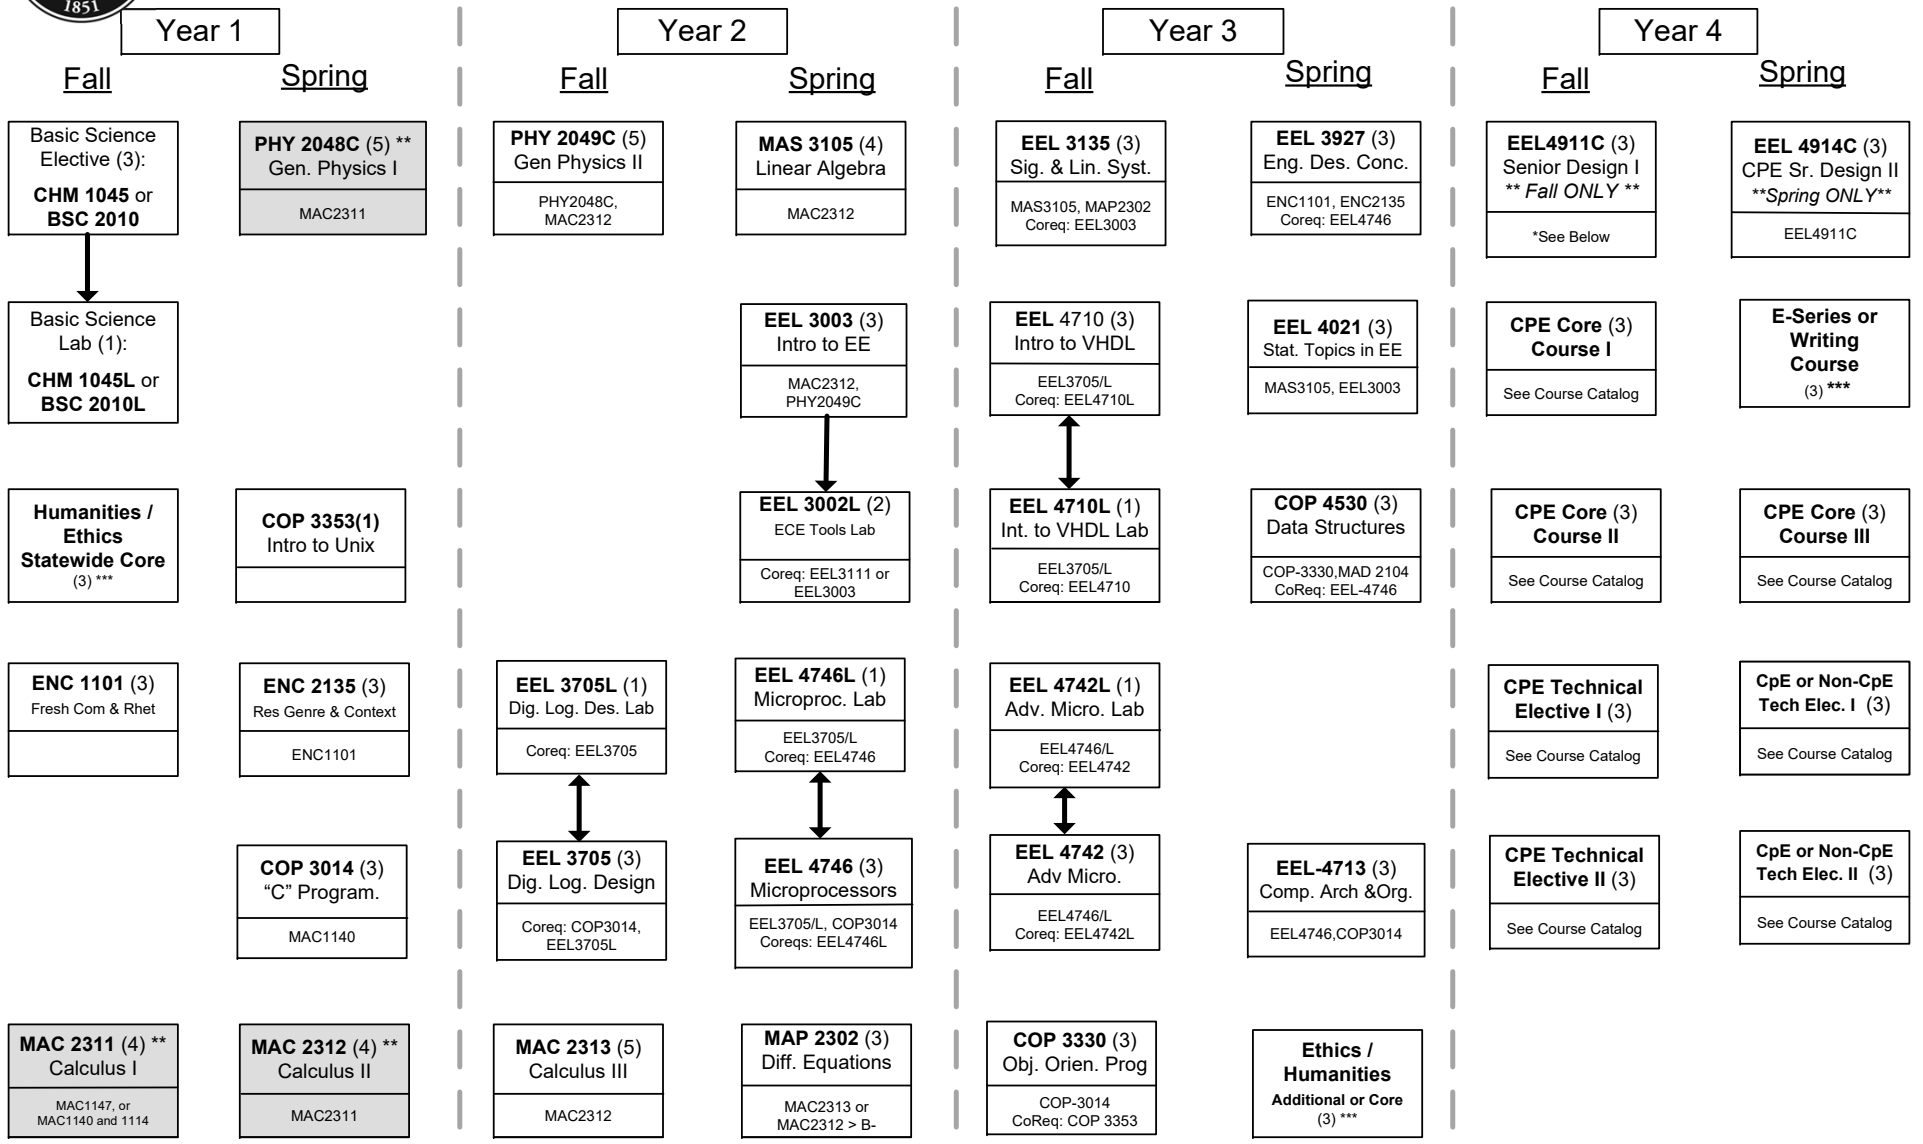 1851
Year 1
Year 2
Year 3
Year 4
Fall
Spring
Fall
Spring
Fall
Spring
Fall
Spring
Basic Science
Elective (3):
CHM 1045 or
BSC 2010
PHY 2048C (5) **
Gen. Physics I
MAC2311
PHY 2049C (5)
Gen Physics II
PHY2048C,
MAC2312
MAS 3105 (4)
Linear Algebra
MAC2312
EEL 3135 (3)
Sig. & Lin. Syst.
MAS3105, MAP2302
Coreq: EEL3003
EEL 3927 (3)
Eng. Des. Conc.
ENC1101, ENC2135
Coreq: EEL4746
EEL4911C (3)
Senior Design I
** Fall ONLY **
*See Below
EEL 4914C (3)
CPE Sr. Design II
**Spring ONLY**
EEL4911C
Basic Science
Lab (1):
CHM 1045L or
BSC 2010L
EEL 3003 (3)
Intro to EE
MAC2312,
PHY2049C
EEL 4710 (3)
Intro to VHDL
EEL3705/L
Coreq: EEL4710L
EEL 4021 (3)
Stat. Topics in EE
MAS3105, EEL3003
CPE Core (3)
Course I
See Course Catalog
E-Series or
Writing
Course
(3) ***
Humanities /
Ethics
Statewide Core
(3) ***
COP 3353(1)
Intro to Unix
EEL 3002L (2)
ECE Tools Lab
Coreq: EEL3111 or
EEL3003
EEL 4710L (1)
Int. to VHDL Lab
EEL3705/L
Coreq: EEL4710
COP 4530 (3)
Data Structures
COP-3330,MAD 2104
CoReq: EEL-4746
CPE Core (3)
Course II
See Course Catalog
CPE Core (3)
Course III
See Course Catalog
ENC 1101 (3)
Fresh Com & Rhet
ENC 2135 (3)
Res Genre & Context
ENC1101
EEL 3705L (1)
Dig. Log. Des. Lab
Coreq: EEL3705
EEL 4746L (1)
Microproc. Lab
EEL3705/L
Coreq: EEL4746
EEL 4742L (1)
Adv. Micro. Lab
EEL4746/L
Coreq: EEL4742
CPE Technical
Elective I (3)
See Course Catalog
CpE or Non-CpE
Tech Elec. I (3)
See Course Catalog
COP 3014 (3)
“C” Program.
MAC1140
EEL 3705 (3)
Dig. Log. Design
Coreq: COP3014,
EEL3705L
EEL 4746 (3)
Microprocessors
EEL3705/L, COP3014
Coreqs: EEL4746L
EEL 4742 (3)
Adv Micro.
EEL4746/L
Coreq: EEL4742L
EEL-4713 (3)
Comp. Arch &Org.
EEL4746,COP3014
CPE Technical
Elective II (3)
See Course Catalog
CpE or Non-CpE
Tech Elec. II (3)
See Course Catalog
MAC 2311 (4) **
Calculus I
MAC1147, or
MAC1140 and 1114
MAC 2312 (4) **
Calculus II
MAC2311
MAC 2313 (5)
Calculus III
MAC2312
MAP 2302 (3)
Diff. Equations
MAC2313 or
MAC2312 > B-
COP 3330 (3)
Obj. Orien. Prog
COP-3014
CoReq: COP 3353
Ethics /
Humanities
Additional or Core
(3) ***